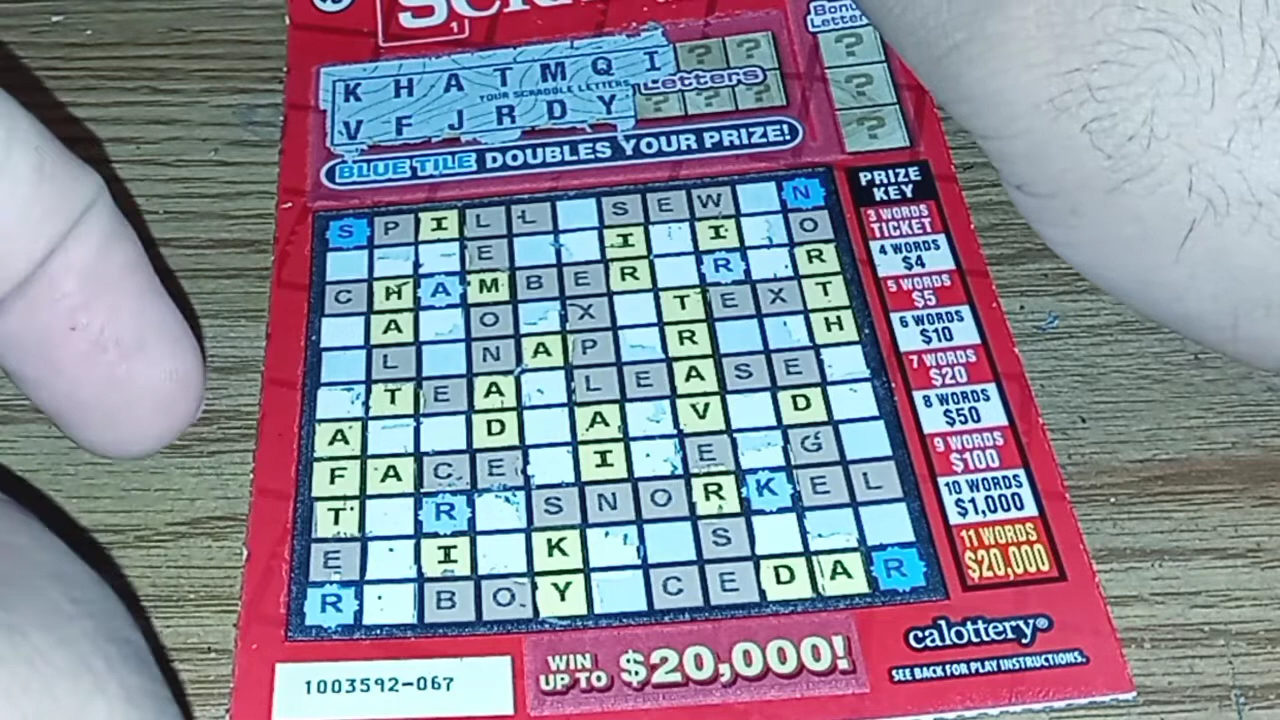 Bonus
Letter
K H A T M Q I ? ?
YOUR SCRABBLE LETTERS Letters
V F J R D Y ? ? ?
?
?
?
BLUE TILE DOUBLES YOUR PRIZE!
S P I L L S E W N
E I I O
C H A M B E R R R
A O X T E X T
L N A P R H
T E A L E A S E
A D A V D
F A C E I E G
T R S N O R K E L
E I K S
R B O Y C E D A R
PRIZE
KEY
3 WORDS
TICKET
4 WORDS
$4
5 WORDS
$5
6 WORDS
$10
7 WORDS
$20
8 WORDS
$50
9 WORDS
$100
10 WORDS
$1,000
11 WORDS
$20,000
1003592-067
WIN
UP TO $20,000!
calottery®
SEE BACK FOR PLAY INSTRUCTIONS.